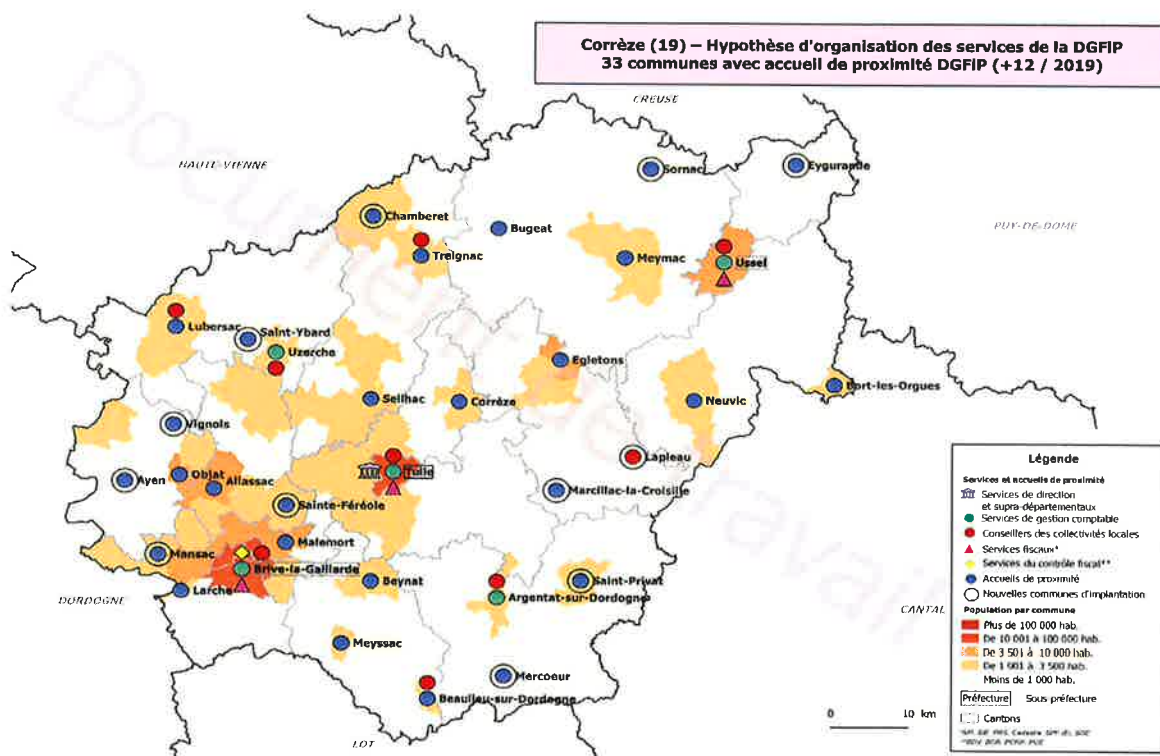 Corrèze (19) – Hypothèse d'organisation des services de la DGFiP
33 communes avec accueil de proximité DGFiP (+12 / 2019)
CREUSE
HAUTE-VIENNE
Sornac
Eygurande
Chamberet
Bugeat
PUY-DE-DOME
Treignac
Meymac
Ussel
Lubersac
Saint-Ybard
Uzerche
Egletons
Bort-les-Orgues
Seilhac
Corrèze
Neuvic
Vignols
Lapleau
Tulle
Objat
Ayen
Allassac
Marcillac-la-Croisille
Sainte-Féréole
Malemort
Mansac
Brive-la-Gaillarde
Larche
Beynat
Saint-Privat
Argentat-sur-Dordogne
DORDOGNE
CANTAL
Meyssac
Mercoeur
Beaulieu-sur-Dordogne
LOT
0 10 km
Document de travail
Légende
Services et accueils de proximité
Services de direction
et supra-départementaux
Services de gestion comptable
Conseillers des collectivités locales
Services fiscaux*
Services du contrôle fiscal**
Accueils de proximité
Nouvelles communes d'implantation
Population par commune
Plus de 100 000 hab.
De 10 001 à 100 000 hab.
De 3 501 à 10 000 hab.
De 1 001 à 3 500 hab.
Moins de 1 000 hab.
Préfecture Sous préfecture
Cantons